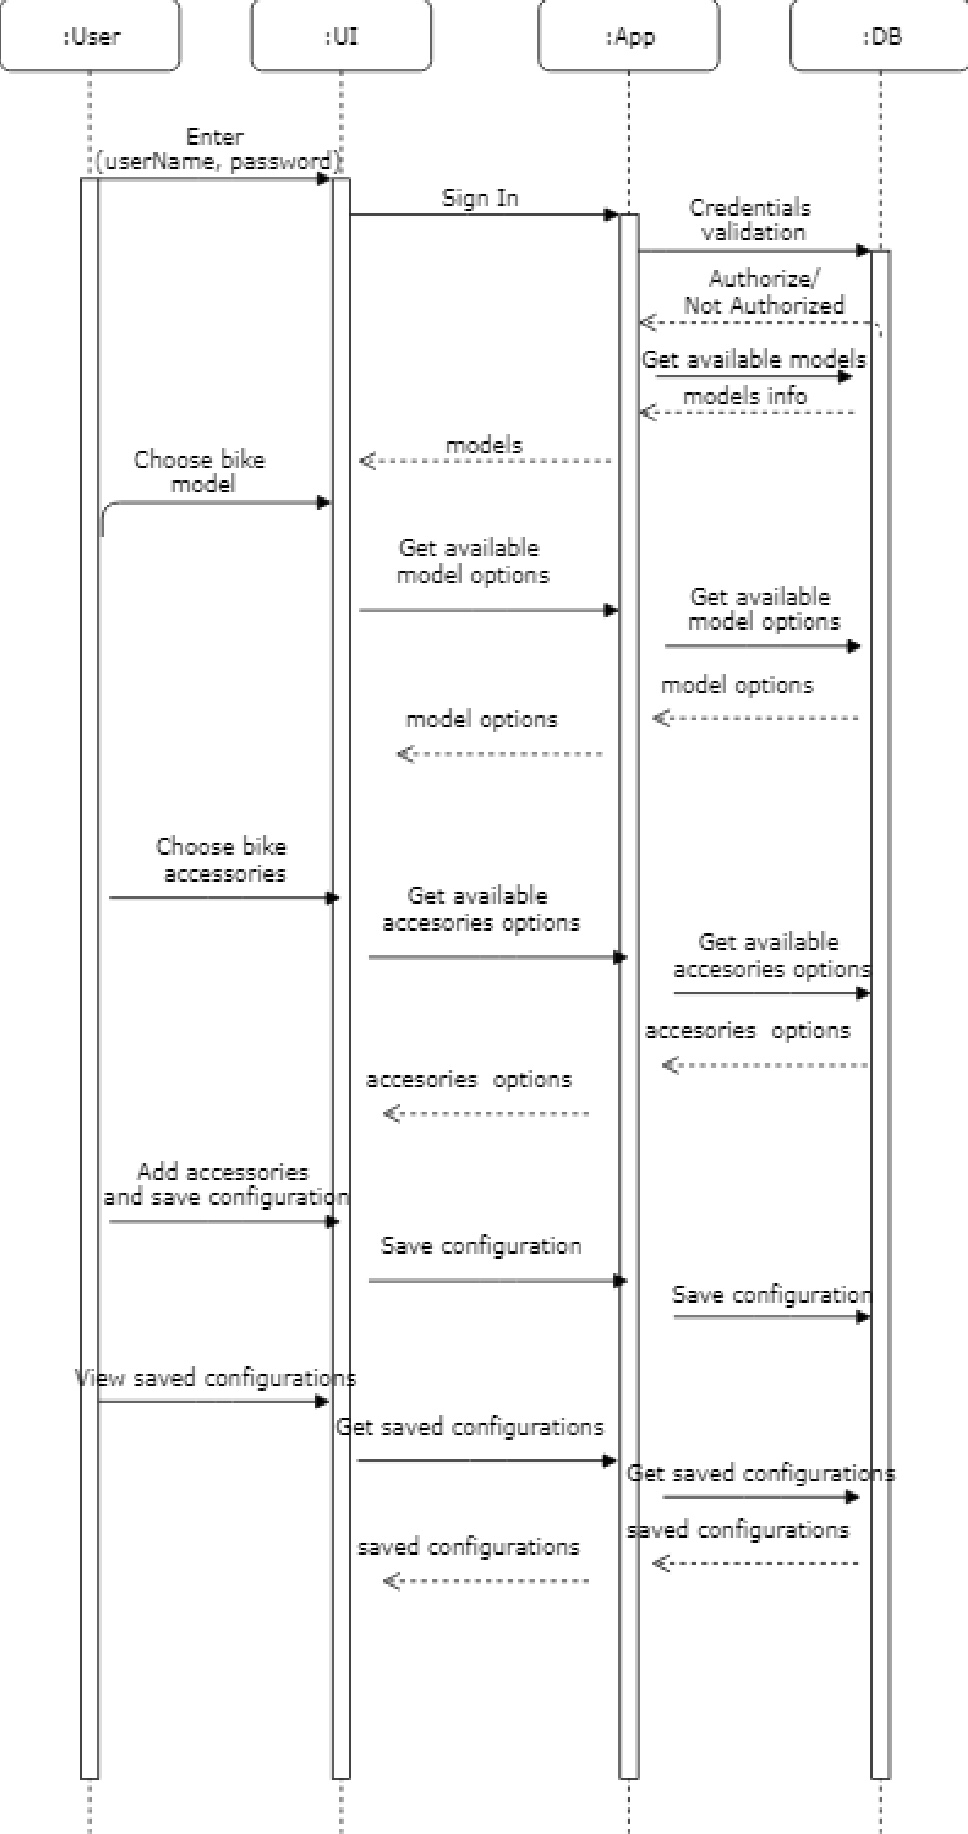 :User
:UI
:App
:DB
Enter
(userName, password)
Sign In
Credentials
validation
Authorize/
Not Authorized
Get available models
models info
models
Choose bike
model
Get available
model options
Get available
model options
model options
model options
Choose bike
accessories
Get available
accesories options
Get available
accesories options
accesories  options
accesories  options
Add accessories
and save configuration
Save configuration
Save configuration
View saved configurations
Get saved configurations
Get saved configurations
saved configurations
saved configurations